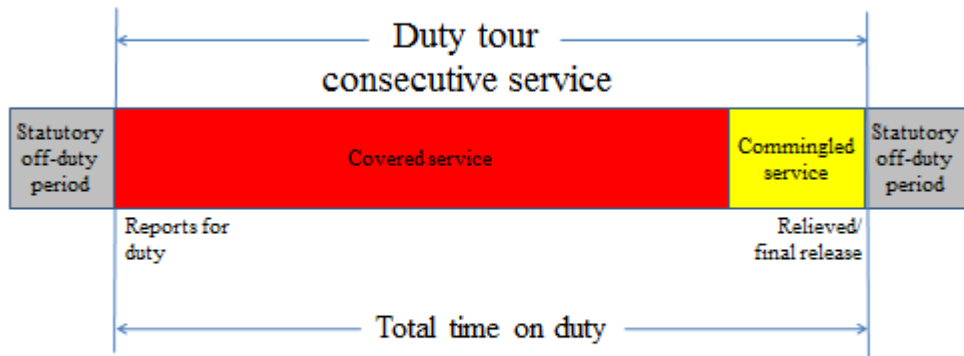 Duty tour
consecutive service
Statutory
off-duty
period
Covered service
Commingled
service
Statutory
off-duty
period
Reports for
duty
Relieved/
final release
Total time on duty